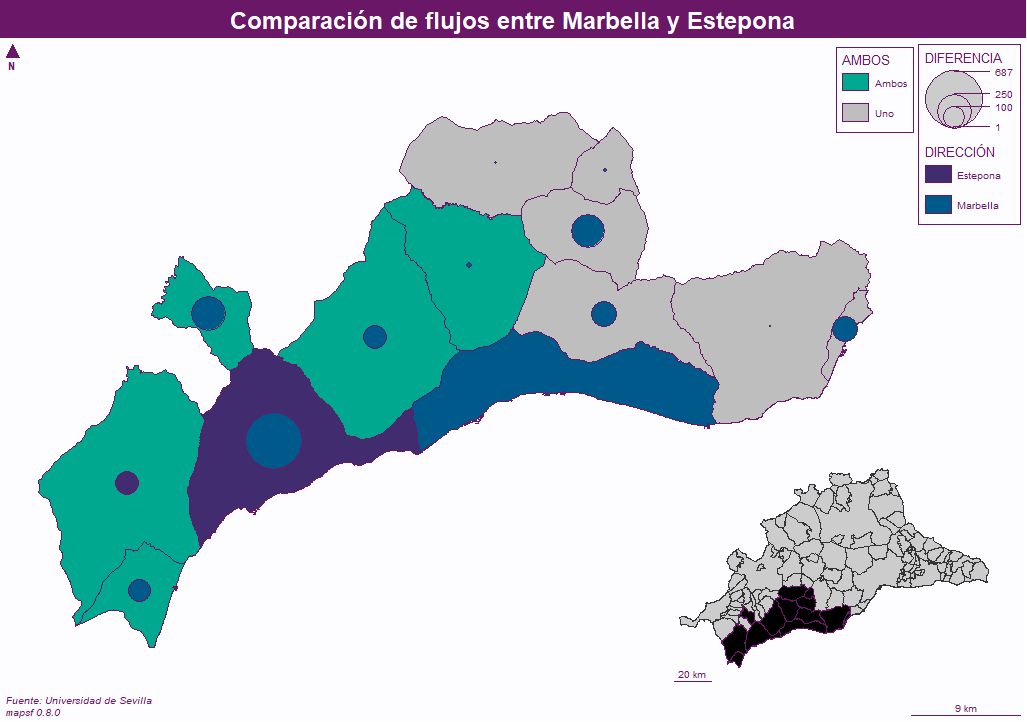 Comparación de flujos entre Marbella y Estepona
N
AMBOS
Ambos
Uno
DIFERENCIA
687
250
100
1
DIRECCIÓN
Estepona
Marbella
20 km
9 km
Fuente: Universidad de Sevilla
mapsf 0.8.0